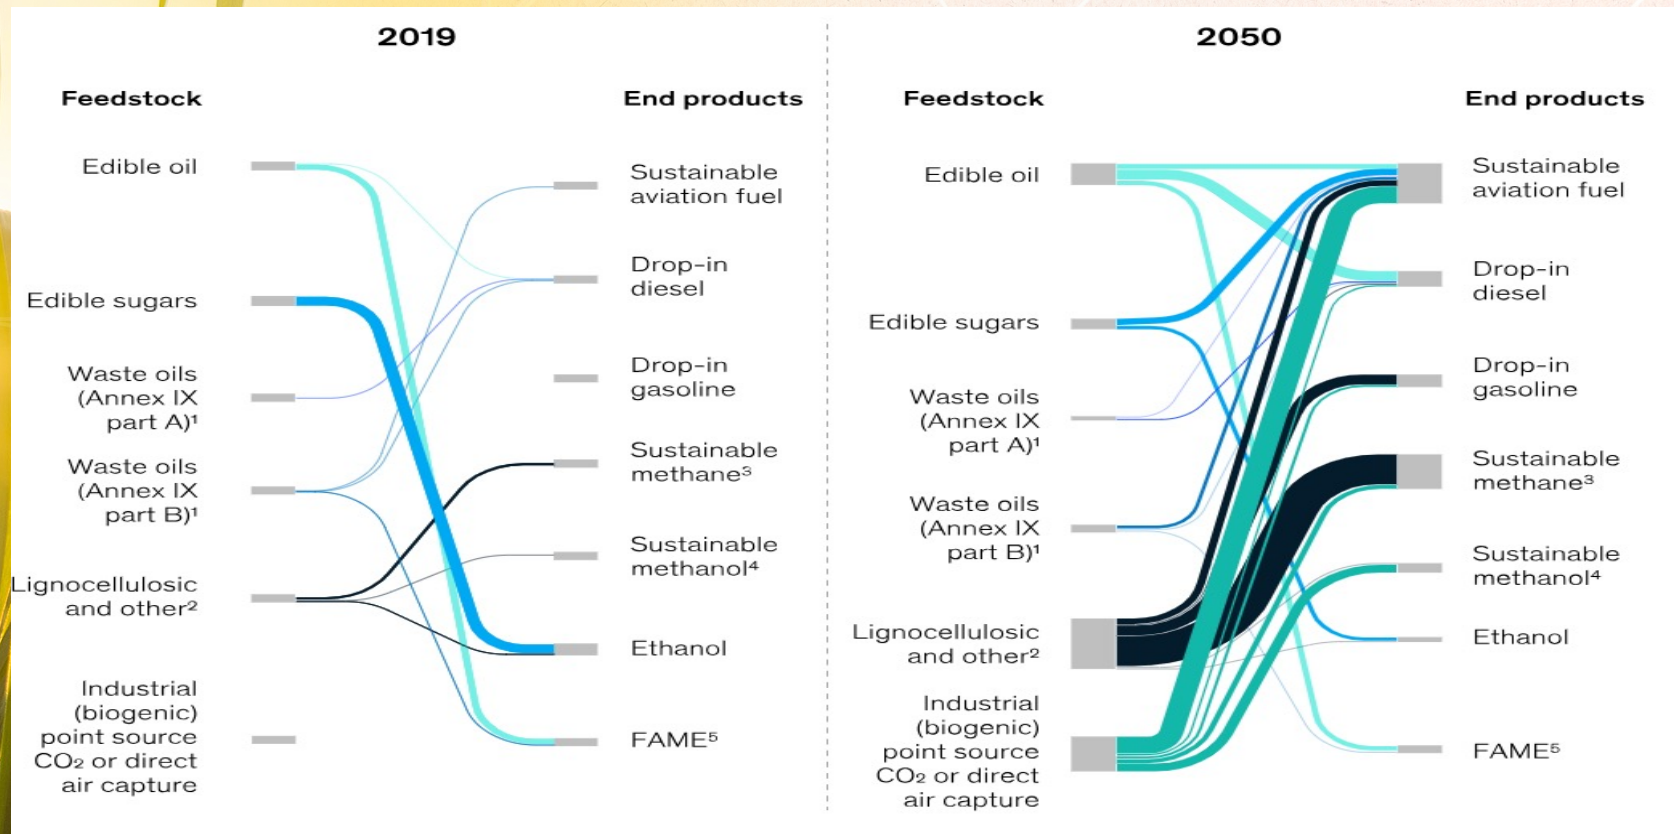 2019
Feedstock
End products
Edible oil
Edible sugars
Waste oils
(Annex IX
part A)¹
Waste oils
(Annex IX
part B)¹
Lignocellulosic
and other²
Industrial
(biogenic)
point source
CO₂ or direct
air capture
Sustainable
aviation fuel
Drop-in
diesel
Drop-in
gasoline
Sustainable
methane³
Sustainable
methanol⁴
Ethanol
FAME⁵
2050
Feedstock
End products
Edible oil
Edible sugars
Waste oils
(Annex IX
part A)¹
Waste oils
(Annex IX
part B)¹
Lignocellulosic
and other²
Industrial
(biogenic)
point source
CO₂ or direct
air capture
Sustainable
aviation fuel
Drop-in
diesel
Drop-in
gasoline
Sustainable
methane³
Sustainable
methanol⁴
Ethanol
FAME⁵